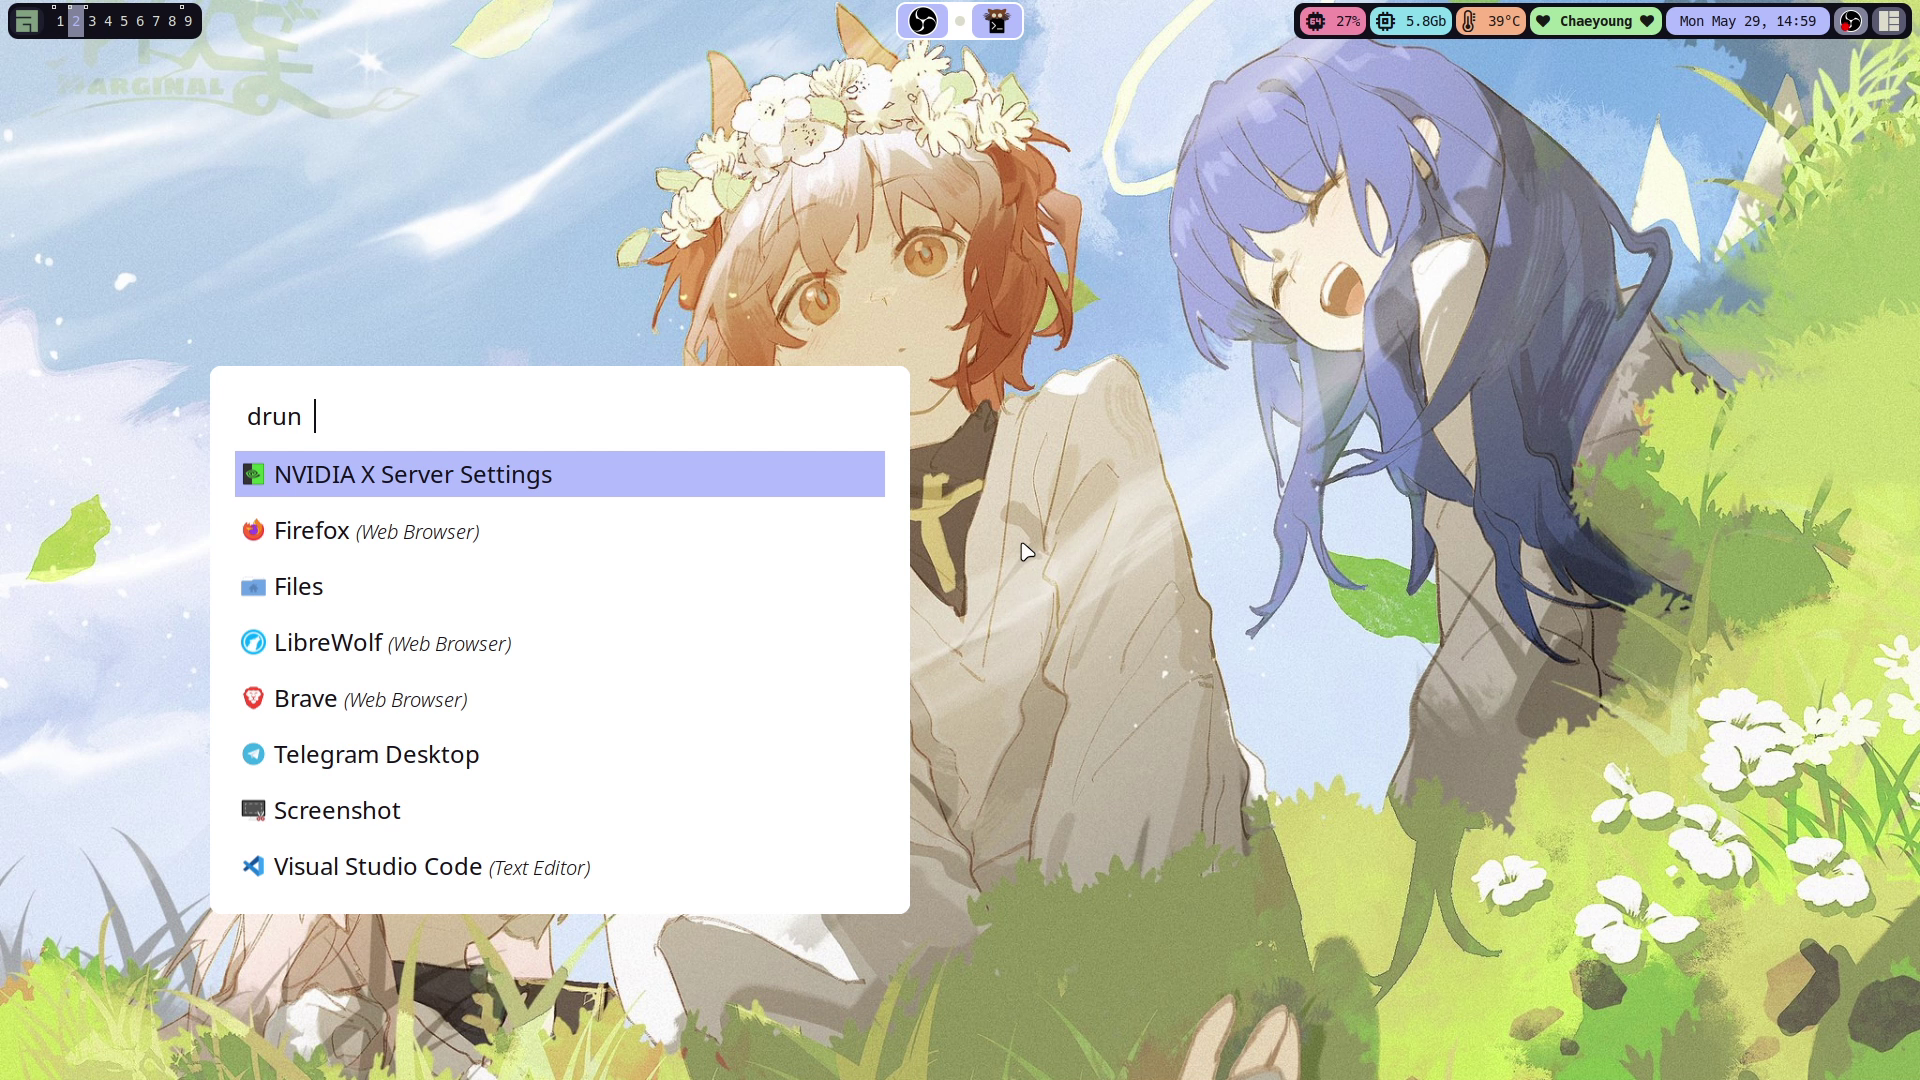 1 2 3 4 5 6 7 8 9
64 27% 5.8Gb 39°C ♥ Chaeyoung ♥ Mon May 29, 14:59
MARGINAL
drun
NVIDIA X Server Settings
Firefox (Web Browser)
Files
LibreWolf (Web Browser)
Brave (Web Browser)
Telegram Desktop
Screenshot
Visual Studio Code (Text Editor)